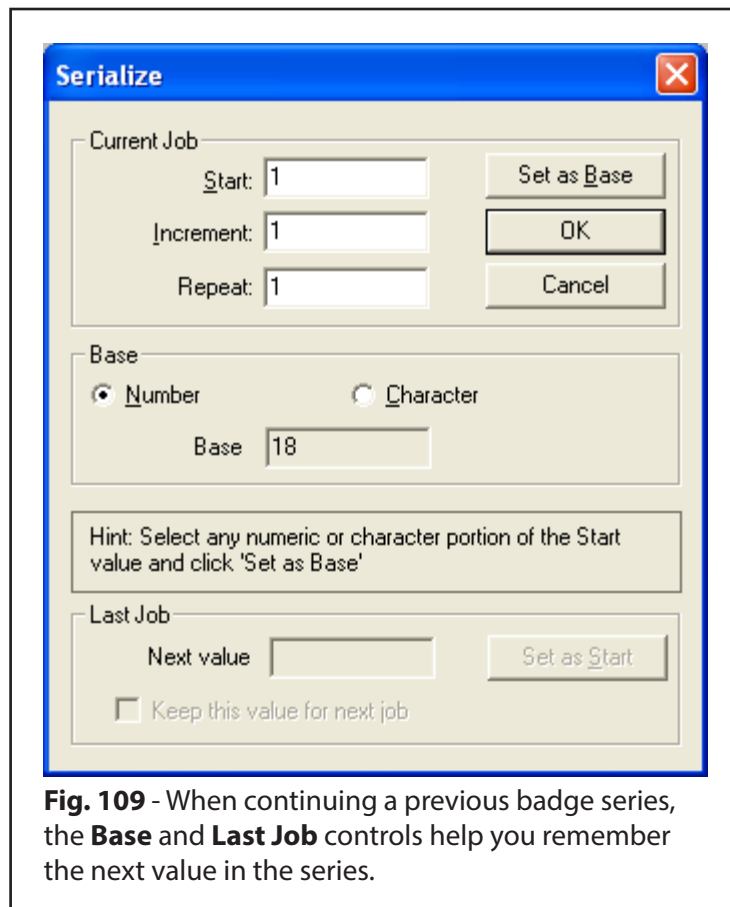 Serialize
Current Job
Start: 1 Set as Base
Increment: 1 OK
Repeat: 1 Cancel
Base
Number Character
Base 18
Hint: Select any numeric or character portion of the Start
value and click 'Set as Base'
Last Job
Next value Set as Start
Keep this value for next job
Fig. 109 - When continuing a previous badge series,
the Base and Last Job controls help you remember
the next value in the series.